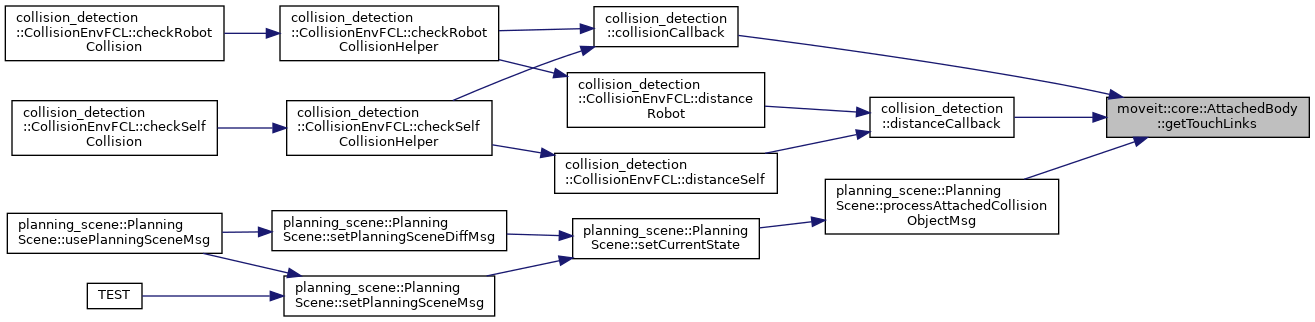 collision_detection
::CollisionEnvFCL::checkRobot
Collision
collision_detection
::CollisionEnvFCL::checkRobot
CollisionHelper
collision_detection
::collisionCallback
collision_detection
::CollisionEnvFCL::distance
Robot
collision_detection
::CollisionEnvFCL::checkSelf
Collision
collision_detection
::CollisionEnvFCL::checkSelf
CollisionHelper
collision_detection
::distanceCallback
moveit::core::AttachedBody
::getTouchLinks
collision_detection
::CollisionEnvFCL::distanceSelf
planning_scene::Planning
Scene::processAttachedCollision
ObjectMsg
planning_scene::Planning
Scene::usePlanningSceneMsg
planning_scene::Planning
Scene::setPlanningSceneDiffMsg
planning_scene::Planning
Scene::setCurrentState
TEST
planning_scene::Planning
Scene::setPlanningSceneMsg